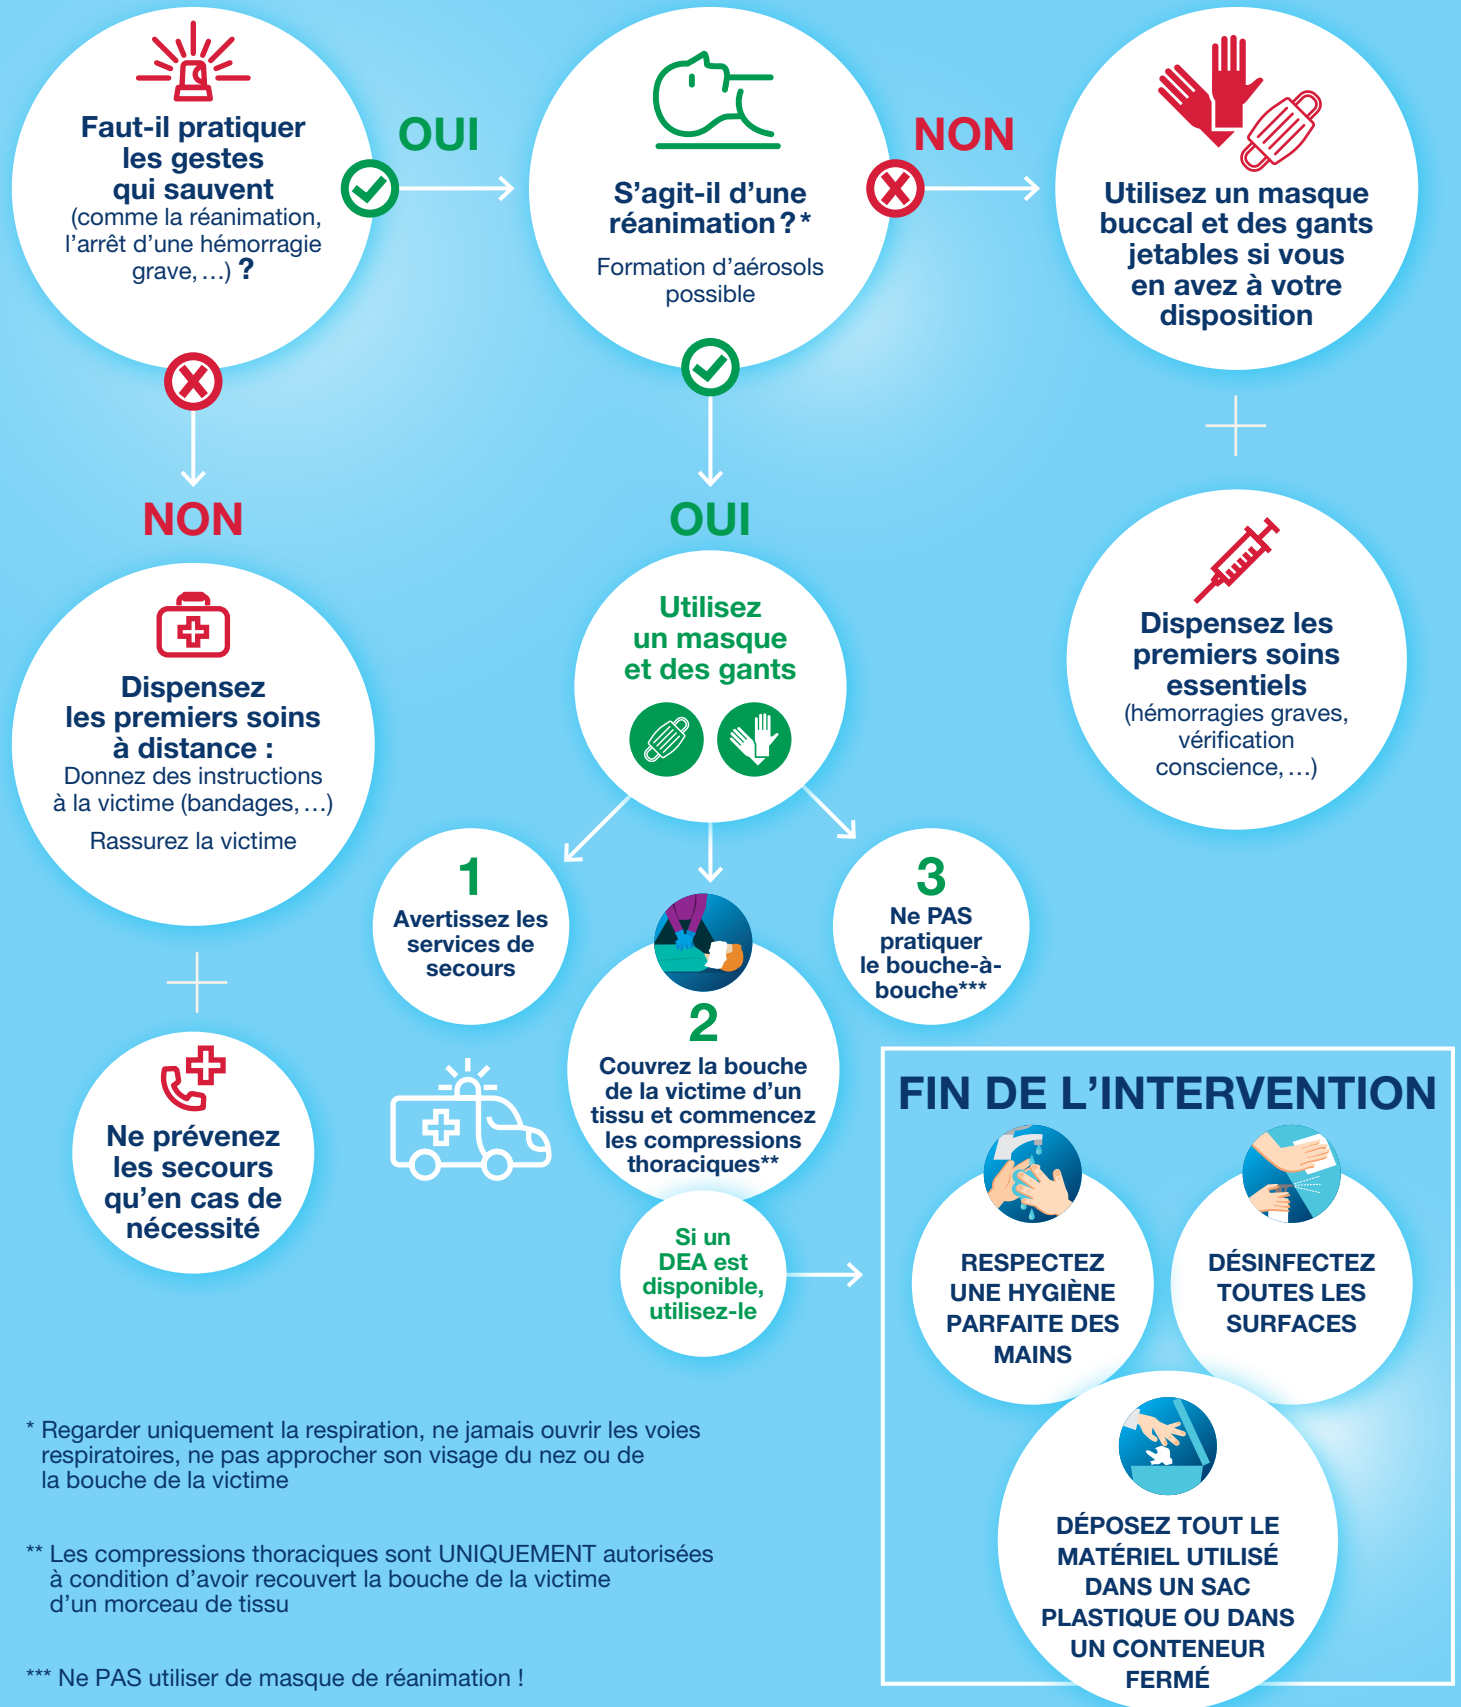 Faut-il pratiquer
les gestes
qui sauvent
(comme la réanimation,
l'arrêt d'une hémorragie
grave, …) ?
OUI
S'agit-il d'une
réanimation ? *
Formation d'aérosols
possible
NON
Utilisez un masque
buccal et des gants
jetables si vous
en avez à votre
disposition
NON
Dispensez
les premiers soins
à distance :
Donnez des instructions
à la victime (bandages, …)
Rassurez la victime
Ne prévenez
les secours
qu'en cas de
nécessité
OUI
Utilisez
un masque
et des gants
1
Avertissez les
services de
secours
2
Couvrez la bouche
de la victime d'un
tissu et commencez
les compressions
thoraciques**
Si un
DEA est
disponible,
utilisez-le
3
Ne PAS
pratiquer
le bouche-à-
bouche***
Dispensez les
premiers soins
essentiels
(hémorragies graves,
vérification
conscience, …)
FIN DE L'INTERVENTION
RESPECTEZ
UNE HYGIÈNE
PARFAITE DES
MAINS
DÉSINFECTEZ
TOUTES LES
SURFACES
DÉPOSEZ TOUT LE
MATÉRIEL UTILISÉ
DANS UN SAC
PLASTIQUE OU DANS
UN CONTENEUR
FERMÉ
* Regarder uniquement la respiration, ne jamais ouvrir les voies
respiratoires, ne pas approcher son visage du nez ou de
la bouche de la victime
** Les compressions thoraciques sont UNIQUEMENT autorisées
à condition d'avoir recouvert la bouche de la victime
d'un morceau de tissu
*** Ne PAS utiliser de masque de réanimation !